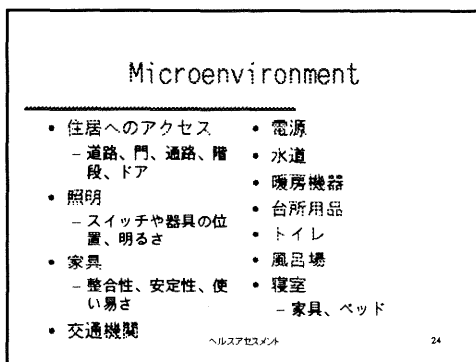 Microenvironment
• 住居へのアクセス
– 道路、門、通路、階
段、ドア
• 照明
– スイッチや器具の位
置、明るさ
• 家具
– 整合性、安定性、使
い易さ
• 交通機関
• 電源
• 水道
• 暖房機器
• 台所用品
• トイレ
• 風呂場
• 寝室
– 家具、ベッド
ヘルスアセスメント
24